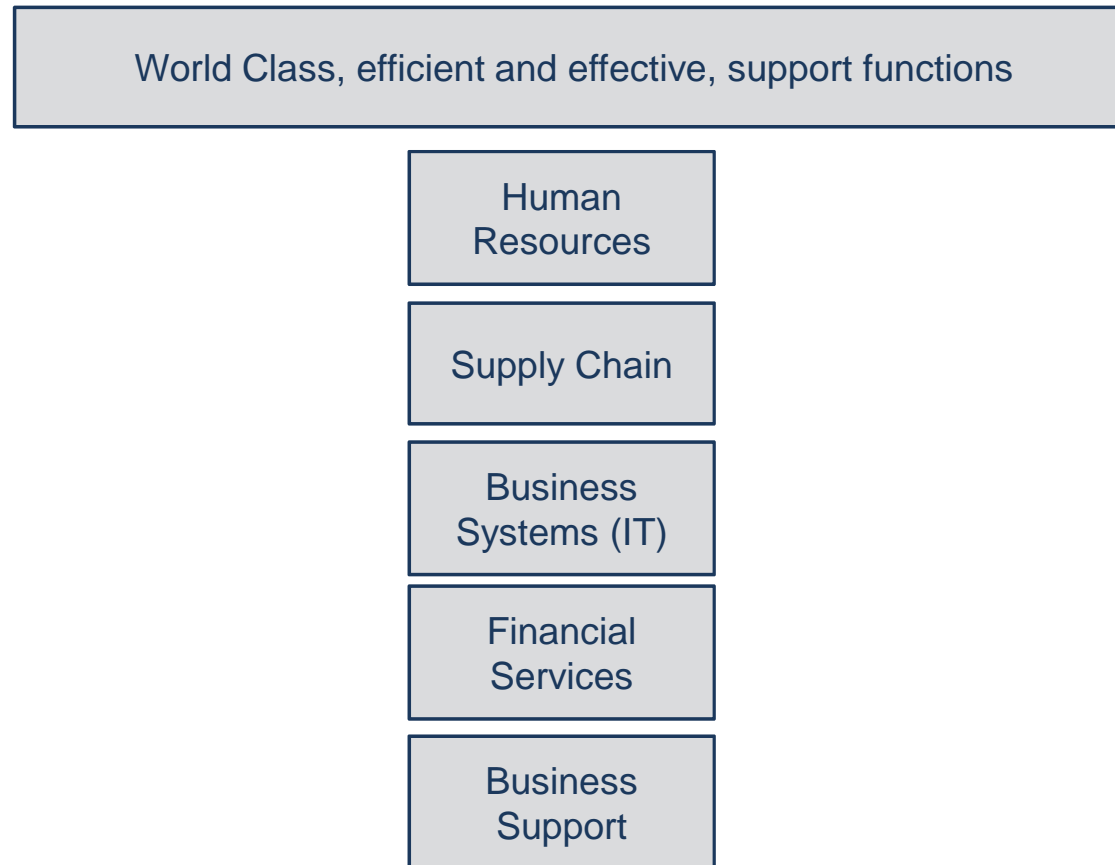 World Class, efficient and effective, support functions
Human
Resources
Supply Chain
Business
Systems (IT)
Financial
Services
Business
Support